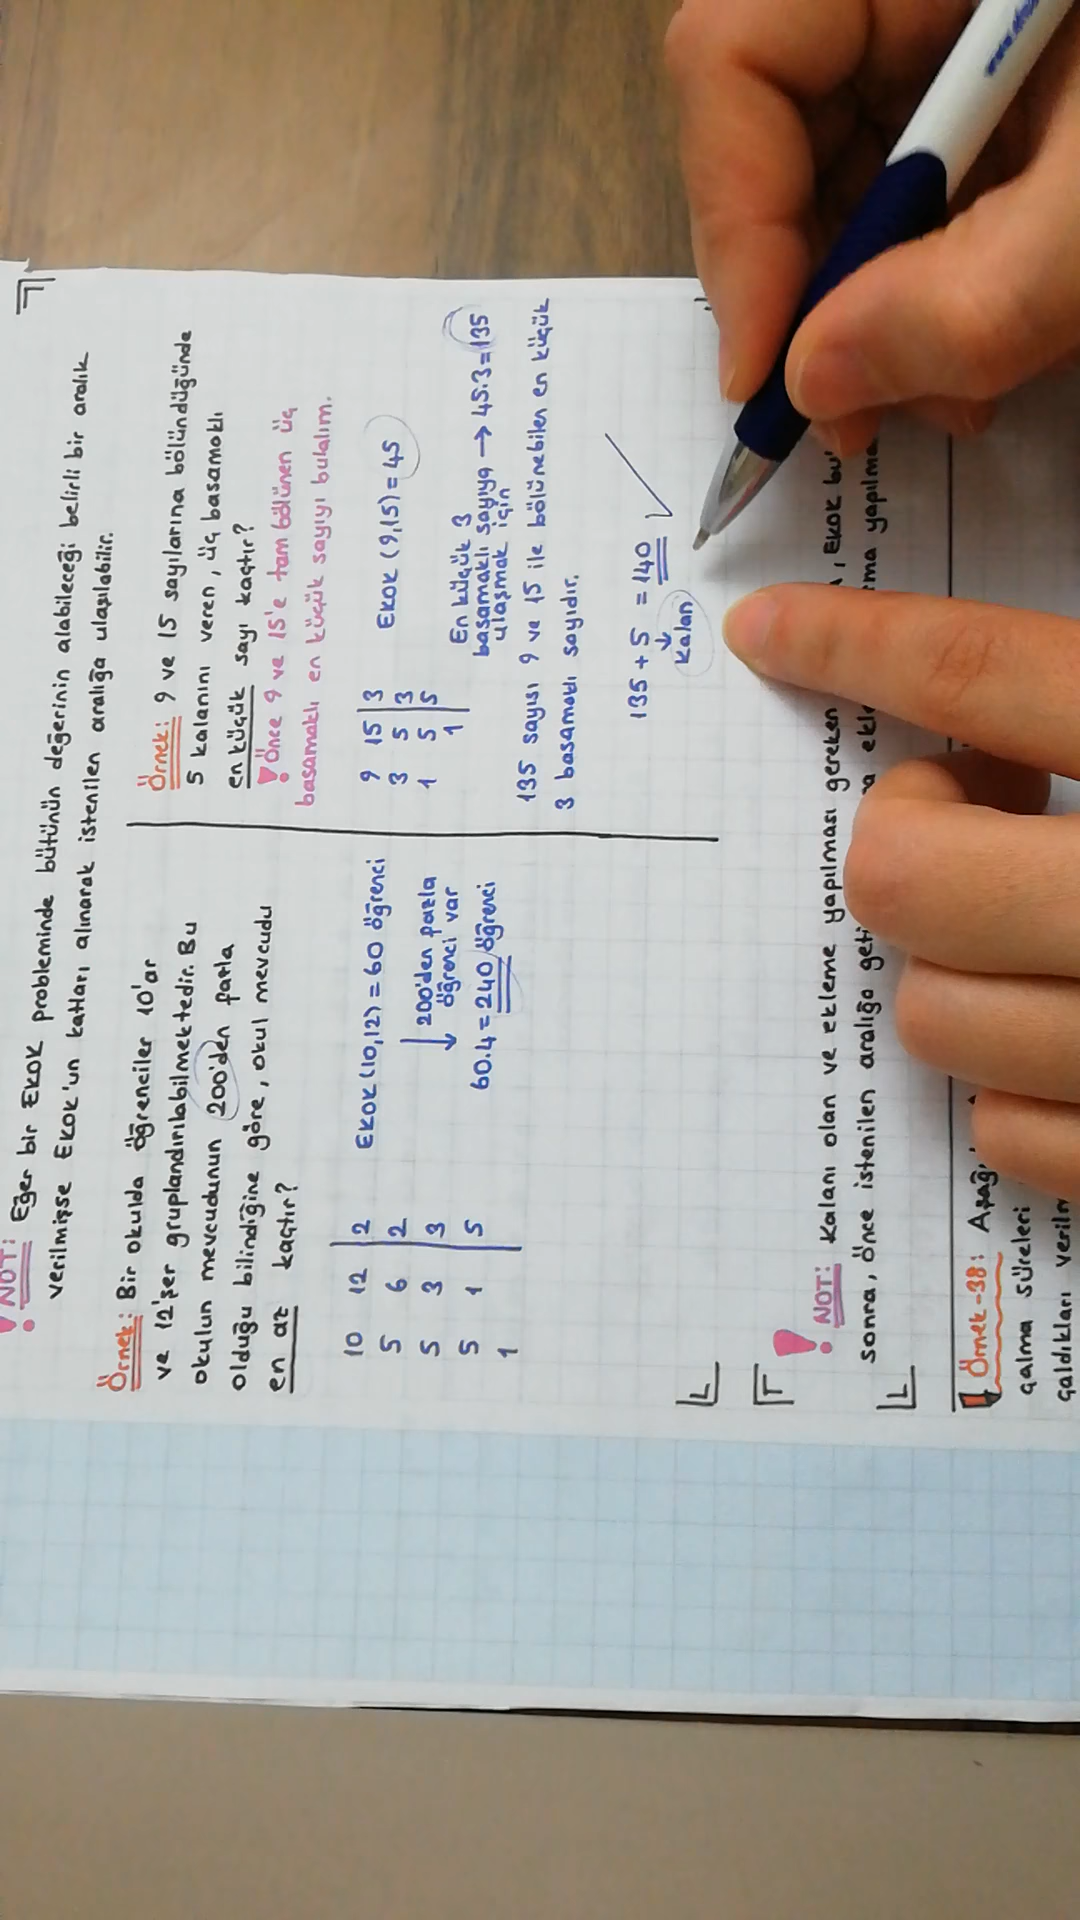 ! NOT: Eğer bir EKOK probleminde bütünün değerinin alabileceği belirli bir aralık
verilmişse EKOK'un katları alınarak istenilen aralığa ulaşılabilir.
Örnek: Bir okulda öğrenciler 10'ar
ve 12'şer gruplandırılabilmektedir. Bu
okulun mevcudunun 200'den fazla
olduğu bilindiğine göre, okul mevcudu
en az kaçtır?
10 12 | 2
5 6 | 2
5 3 | 3
5 1 | 5
1
EKOK (10,12) = 60 öğrenci
↓ 200'den fazla
öğrenci var
60.4 = 240 öğrenci
Örnek: 9 ve 15 sayılarına bölündüğünde
5 kalanını veren, üç basamaklı
en küçük sayı kaçtır?
! Önce 9 ve 15'e tam bölünen üç
basamaklı en küçük sayıyı bulalım.
9 15 | 3
3 5 | 3
1 5 | 5
1
EKOK (9,15) = 45
En küçük 3
basamaklı sayıya → 45.3 = 135
ulaşmak için
135 sayısı 9 ve 15 ile bölünebilen en küçük
3 basamaklı sayıdır.
135 + 5 = 140
↓
Kalan
! NOT: Kalanı olan ve ekleme yapılması gereken , EKOK bu
sonra, önce istenilen aralığa yapılma
Örnek-38:
çalma süreleri
çaldıkları